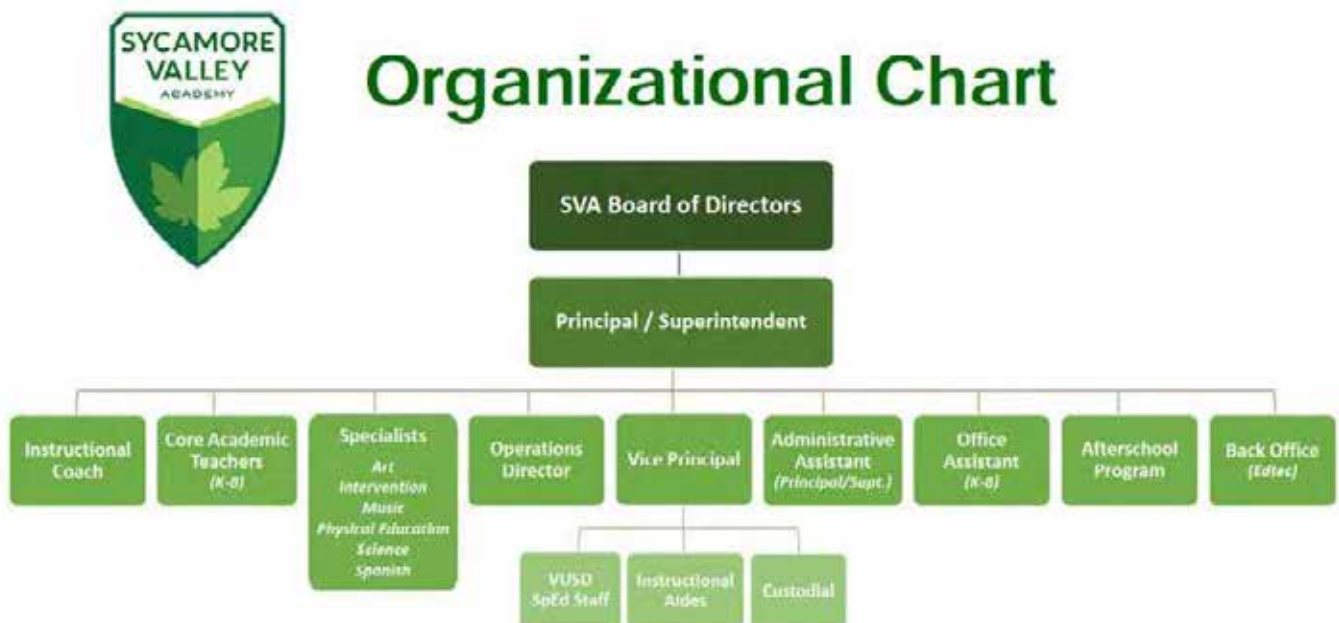 SYCAMORE
VALLEY
ACADEMY
Organizational Chart
SVA Board of Directors
Principal / Superintendent
Instructional
Coach
Core Academic
Teachers
(K-8)
Specialists
Art
Intervention
Music
Physical Education
Science
Spanish
Operations
Director
Vice Principal
Administrative
Assistant
(Principal/Supt.)
Office
Assistant
(K-8)
Afterschool
Program
Back Office
(Edtec)
VUSD
SpEd Staff
Instructional
Aides
Custodial